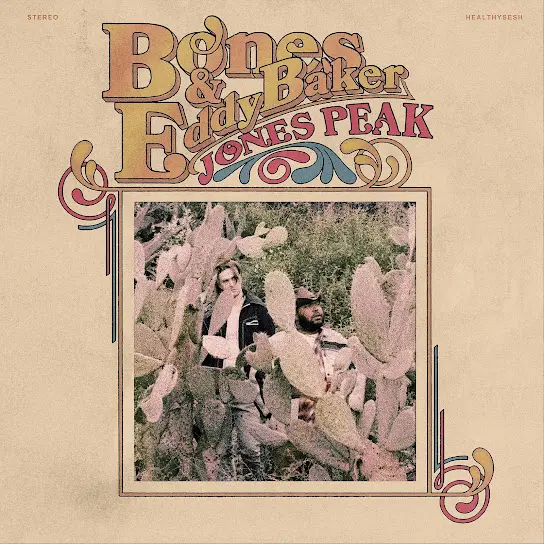 STEREO
HEALTHYSESH
Bones
& Baker
Eddy
JONES PEAK